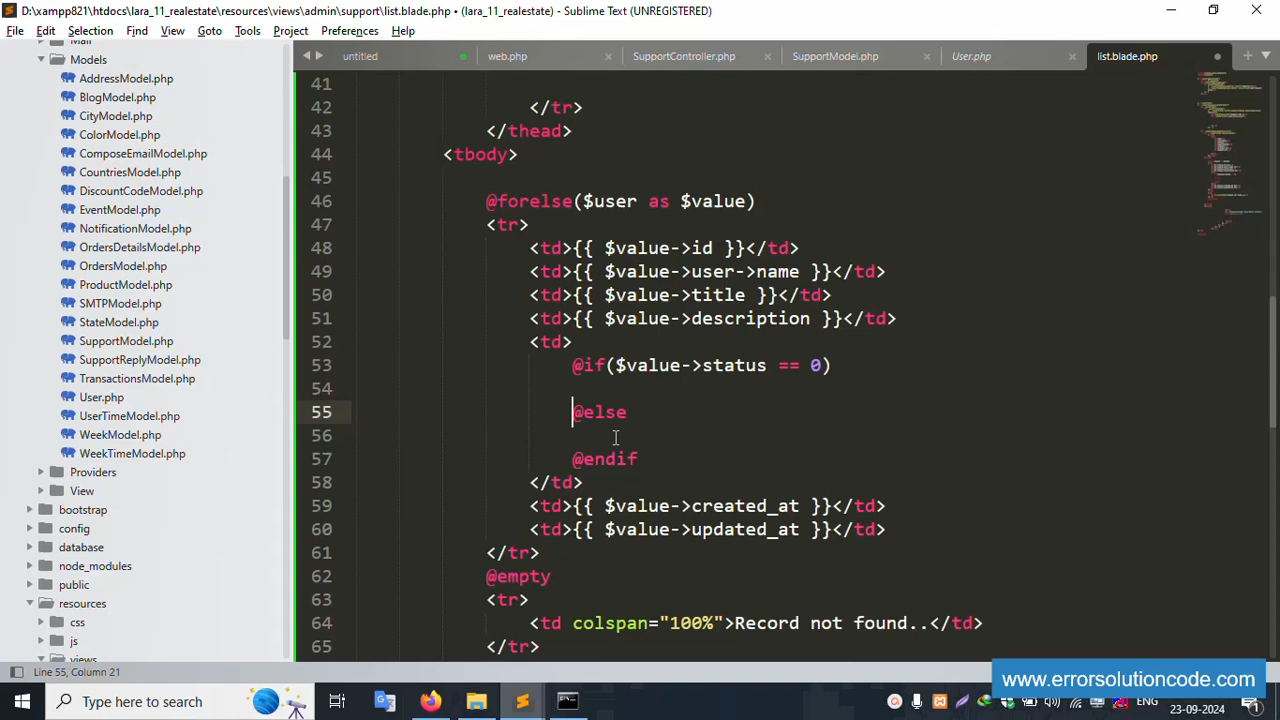 D:\xampp821\htdocs\lara_11_realestate\resources\views\admin\support\list.blade.php • (lara_11_realestate) - Sublime Text (UNREGISTERED)
File Edit Selection Find View Goto Tools Project Preferences Help
untitled web.php SupportController.php SupportModel.php User.php list.blade.php
Mail
Models
AddressModel.php
BlogModel.php
CityModel.php
ColorModel.php
ComposeEmailModel.php
CountriesModel.php
DiscountCodeModel.php
EventModel.php
NotificationModel.php
OrdersDetailsModel.php
OrdersModel.php
ProductModel.php
SMTPModel.php
StateModel.php
SupportModel.php
SupportReplyModel.php
TransactionsModel.php
User.php
UserTimeModel.php
WeekModel.php
WeekTimeModel.php
Providers
View
bootstrap
config
database
node_modules
public
resources
css
js
views
41
42 </tr>
43 </thead>
44 <tbody>
45
46 @forelse($user as $value)
47 <tr>
48 <td>{{ $value->id }}</td>
49 <td>{{ $value->user->name }}</td>
50 <td>{{ $value->title }}</td>
51 <td>{{ $value->description }}</td>
52 <td>
53 @if($value->status == 0)
54
55 @else
56
57 @endif
58 </td>
59 <td>{{ $value->created_at }}</td>
60 <td>{{ $value->updated_at }}</td>
61 </tr>
62 @empty
63 <tr>
64 <td colspan="100%">Record not found..</td>
65 </tr>
Line 55, Column 21
www.errorsolutioncode.com
Type here to search
ENG
23-09-2024